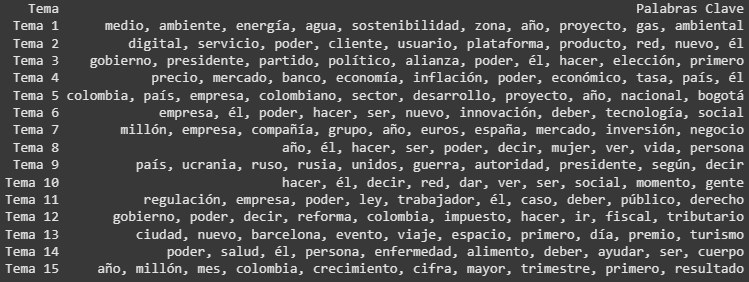 Tema Palabras Clave
Tema 1 medio, ambiente, energía, agua, sostenibilidad, zona, año, proyecto, gas, ambiental
Tema 2 digital, servicio, poder, cliente, usuario, plataforma, producto, red, nuevo, él
Tema 3 gobierno, presidente, partido, político, alianza, poder, él, hacer, elección, primero
Tema 4 precio, mercado, banco, economía, inflación, poder, económico, tasa, país, él
Tema 5 colombia, país, empresa, colombiano, sector, desarrollo, proyecto, año, nacional, bogotá
Tema 6 empresa, él, poder, hacer, ser, nuevo, innovación, deber, tecnología, social
Tema 7 millón, empresa, compañía, grupo, año, euros, españa, mercado, inversión, negocio
Tema 8 año, él, hacer, ser, poder, decir, mujer, ver, vida, persona
Tema 9 país, ucrania, ruso, rusia, unidos, guerra, autoridad, presidente, según, decir
Tema 10 hacer, él, decir, red, dar, ver, ser, social, momento, gente
Tema 11 regulación, empresa, poder, ley, trabajador, él, caso, deber, público, derecho
Tema 12 gobierno, poder, decir, reforma, colombia, impuesto, hacer, ir, fiscal, tributario
Tema 13 ciudad, nuevo, barcelona, evento, viaje, espacio, primero, día, premio, turismo
Tema 14 poder, salud, él, persona, enfermedad, alimento, deber, ayudar, ser, cuerpo
Tema 15 año, millón, mes, colombia, crecimiento, cifra, mayor, trimestre, primero, resultado